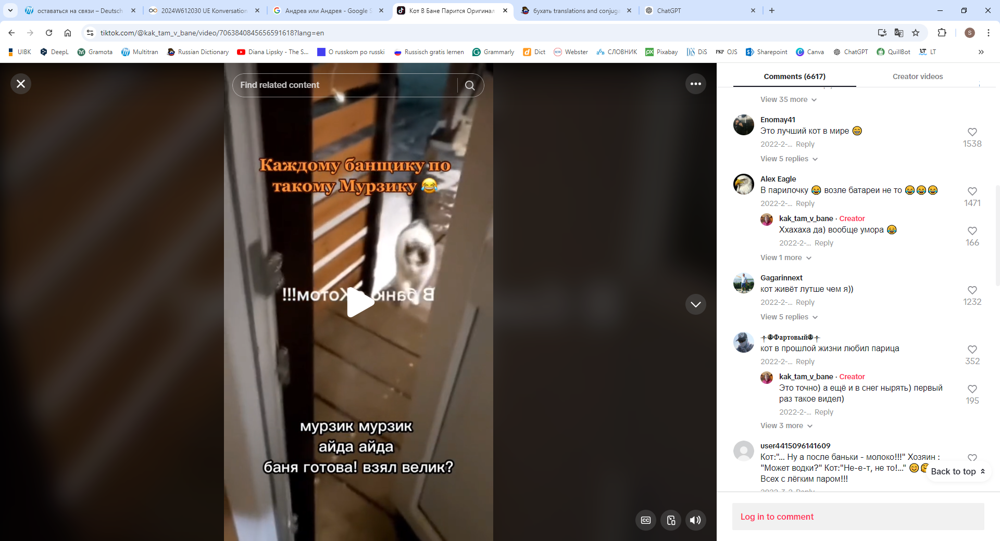 оставаться на связи – Deutsch
2024W612030 UE Konversation
Андреа или Андрея - Google S
Кот В Бане Парится Оригинал
бухать translations and conjuga
ChatGPT
tiktok.com/@kak_tam_v_bane/video/7063840845656591618?lang=en
S
UIBK
DeepL
Gramota
Multitran
Russian Dictionary
Diana Lipsky - The S...
O russkom po russki
Russisch gratis lernen
Grammarly
Dict
Webster
СЛОВНИК
Pixabay
DiS
OJS
Sharepoint
Canva
ChatGPT
QuillBot
LT
Find related content
Каждому банщику по
такому Мурзику 😂
В баню Котом!!!
мурзик мурзик
айда айда
баня готова! взял велик?
CC
Comments (6617)
Creator videos
View 35 more
Enomay41
Это лучший кот в мире 😁
2022-2-... Reply
1538
View 5 replies
Alex Eagle
В парилочку 😂 возле батареи не то 😂😂😂
2022-2-... Reply
1471
kak_tam_v_bane · Creator
Ххахаха да) вообще умора 😂
2022-2-... Reply
166
View 1 more
Gagarinnext
кот живёт лутше чем я))
2022-2-... Reply
1232
View 5 replies
Фартовый
кот в прошлой жизни любил парица
2022-2-... Reply
352
kak_tam_v_bane · Creator
Это точно) а ещё и в снег нырять) первый
раз такое видел)
2022-2-... Reply
195
View 3 more
user4415096141609
Кот:"... Ну а после баньки - молоко!!!" Хозяин :
"Может водки?" Кот:"Не-е-т, не то!..." 😊
Всех с лёгким паром!!!
2022-3-2 Reply
Back to top
Log in to comment